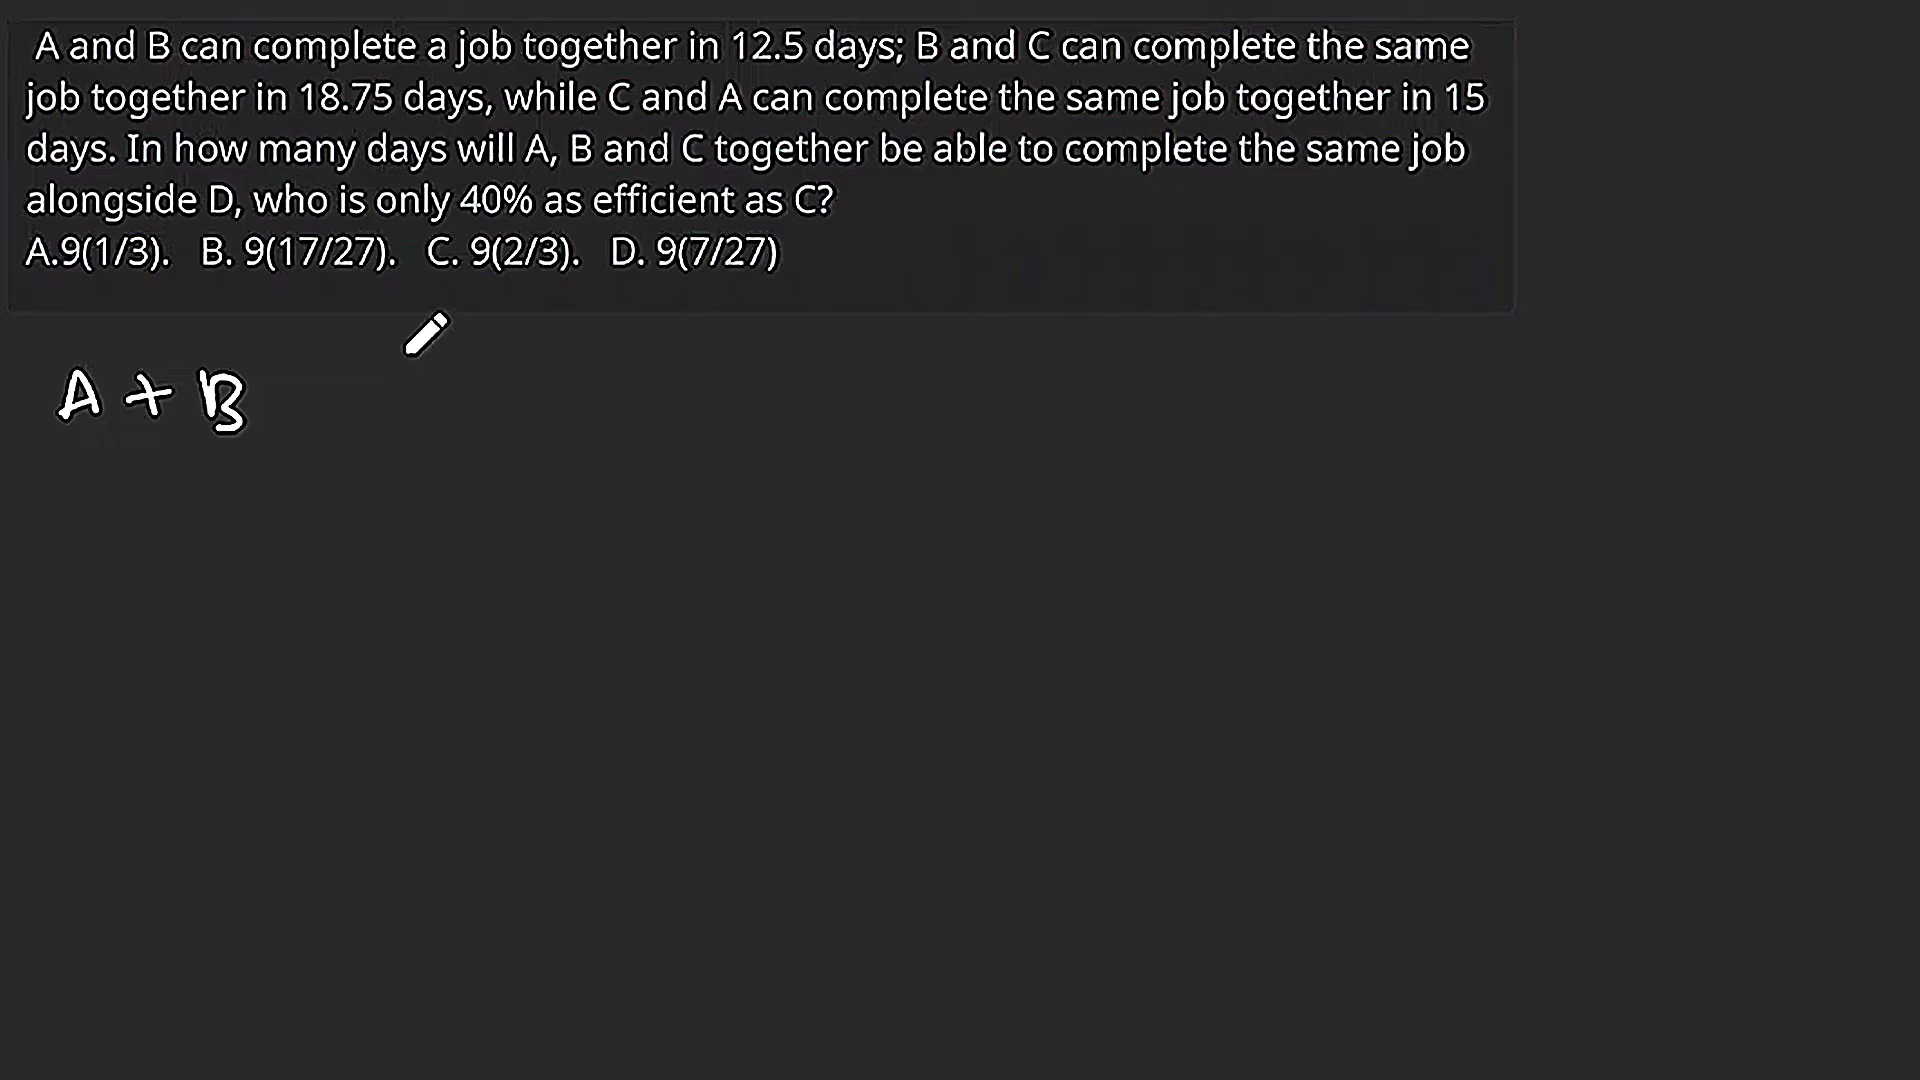 A and B can complete a job together in 12.5 days; B and C can complete the same
job together in 18.75 days, while C and A can complete the same job together in 15
days. In how many days will A, B and C together be able to complete the same job
alongside D, who is only 40% as efficient as C?
A.9(1/3). B. 9(17/27). C. 9(2/3). D. 9(7/27)
A + B